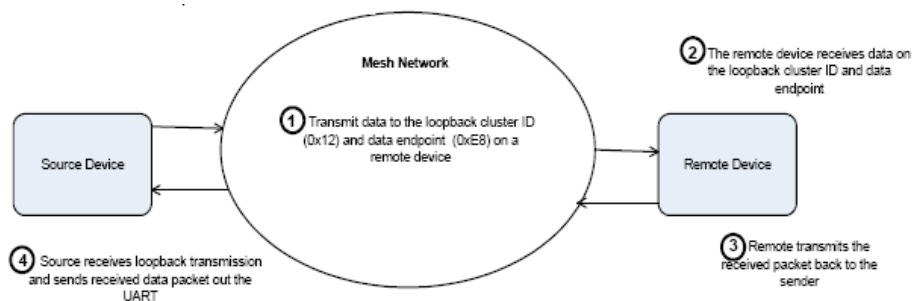 Mesh Network
① Transmit data to the loopback cluster ID
(0x12) and data endpoint (0xE8) on a
remote device
② The remote device receives data on
the loopback cluster ID and data
endpoint
Source Device
Remote Device
③ Remote transmits the
received packet back to the
sender
④ Source receives loopback transmission
and sends received data packet out the
UART